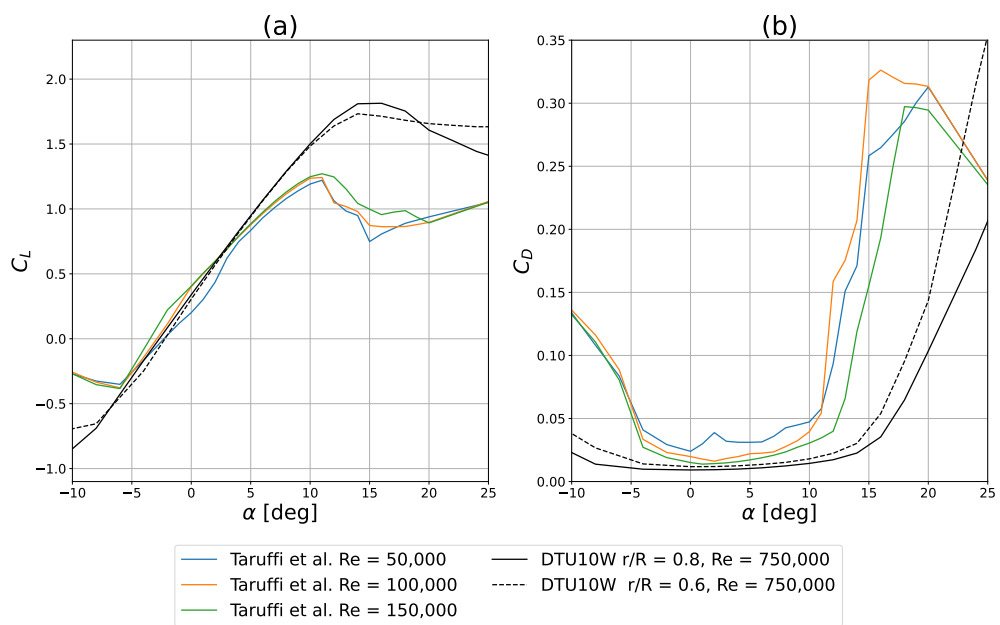 (a)
(b)
2.0
1.5
1.0
0.5
0.0
−0.5
−1.0
C_L
−10 −5 0 5 10 15 20 25
α [deg]
0.35
0.30
0.25
0.20
0.15
0.10
0.05
0.00
C_D
−10 −5 0 5 10 15 20 25
α [deg]
Taruffi et al. Re = 50,000
Taruffi et al. Re = 100,000
Taruffi et al. Re = 150,000
DTU10W r/R = 0.8, Re = 750,000
DTU10W r/R = 0.6, Re = 750,000